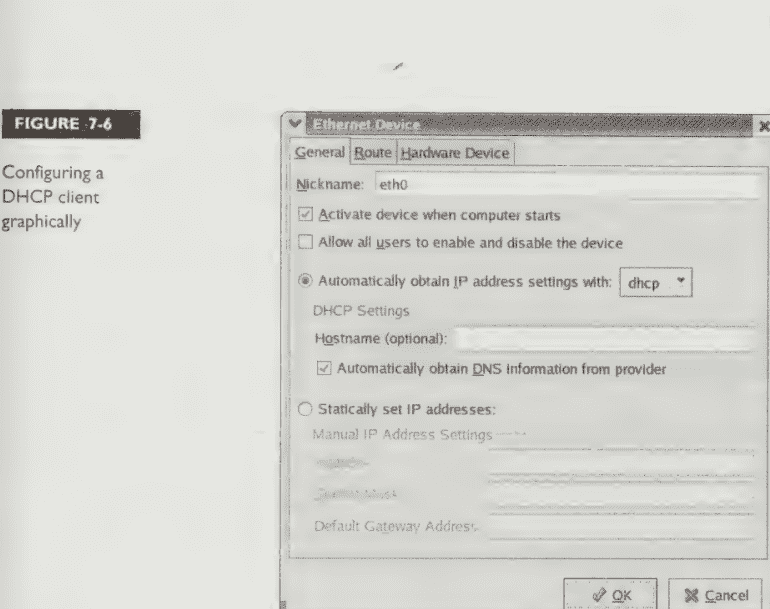 FIGURE 7-6
Configuring a
DHCP client
graphically
Ethernet Device
General Route Hardware Device
Nickname: eth0
Activate device when computer starts
Allow all users to enable and disable the device
Automatically obtain IP address settings with: dhcp
DHCP Settings
Hostname (optional):
Automatically obtain DNS information from provider
Statically set IP addresses:
Manual IP Address Settings
Default Gateway Address
OK Cancel